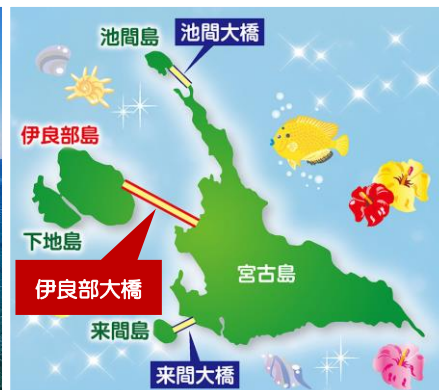 池間島
池間大橋
伊良部島
下地島
伊良部大橋
宮古島
来間島
来間大橋